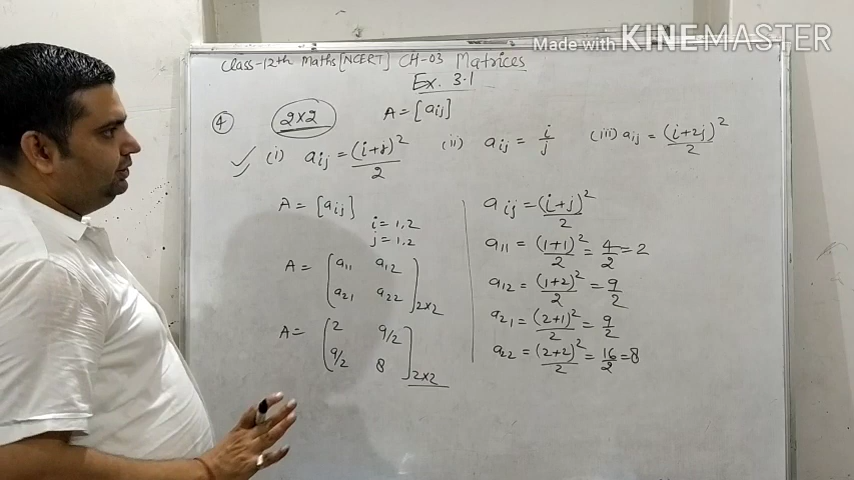 Made with KINEMASTER
Class-12th Maths [NCERT] CH-03 Matrices
Ex. 3.1
④ 2×2 A = [aij]
(i) aij = (i+j)²/2 (ii) aij = i/j (iii) aij = (i+2j)²/2
A = [aij]
i = 1,2
j = 1,2
A = [a11 a12
a21 a22]2×2
A = [2 9/2
9/2 8]2×2
aij = (i+j)²/2
a11 = (1+1)²/2 = 4/2 = 2
a12 = (1+2)²/2 = 9/2
a21 = (2+1)²/2 = 9/2
a22 = (2+2)²/2 = 16/2 = 8